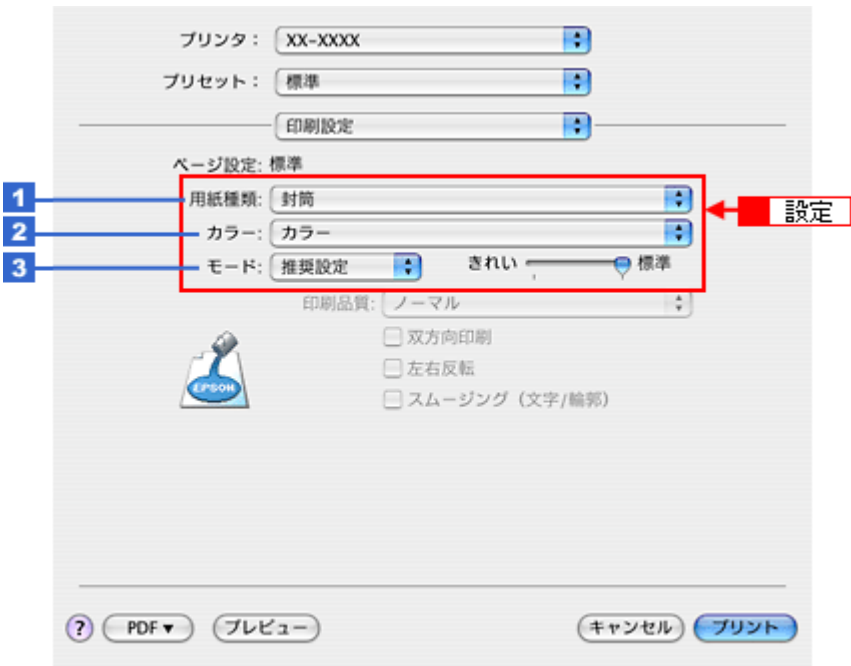 プリンタ： XX-XXXX
プリセット： 標準
印刷設定
ページ設定: 標準
1 用紙種類: 封筒
設定
2 カラー: カラー
3 モード: 推奨設定 きれい 標準
印刷品質: ノーマル
双方向印刷
左右反転
スムージング（文字/輪郭）
EPSON
? PDF▼ プレビュー キャンセル プリント